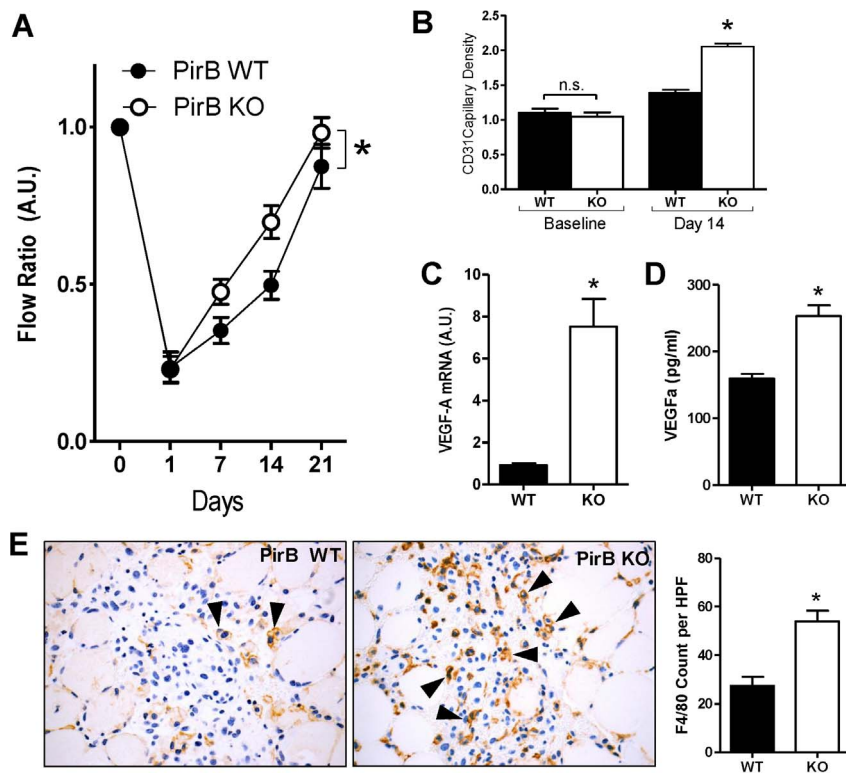 A
PirB WT
PirB KO
Flow Ratio (A.U.)
1.0
0.5
0.0
*
0 1 7 14 21
Days
B
CD31Capillary Density
2.5
2.0
1.5
1.0
0.5
0.0
n.s.
*
WT KO WT KO
Baseline Day 14
C
VEGF-A mRNA (A.U.)
10
8
6
4
2
0
*
WT KO
D
VEGFa (pg/ml)
300
200
150
100
0
*
WT KO
E
PirB WT
PirB KO
F4/80 Count per HPF
80
60
40
20
0
*
WT KO